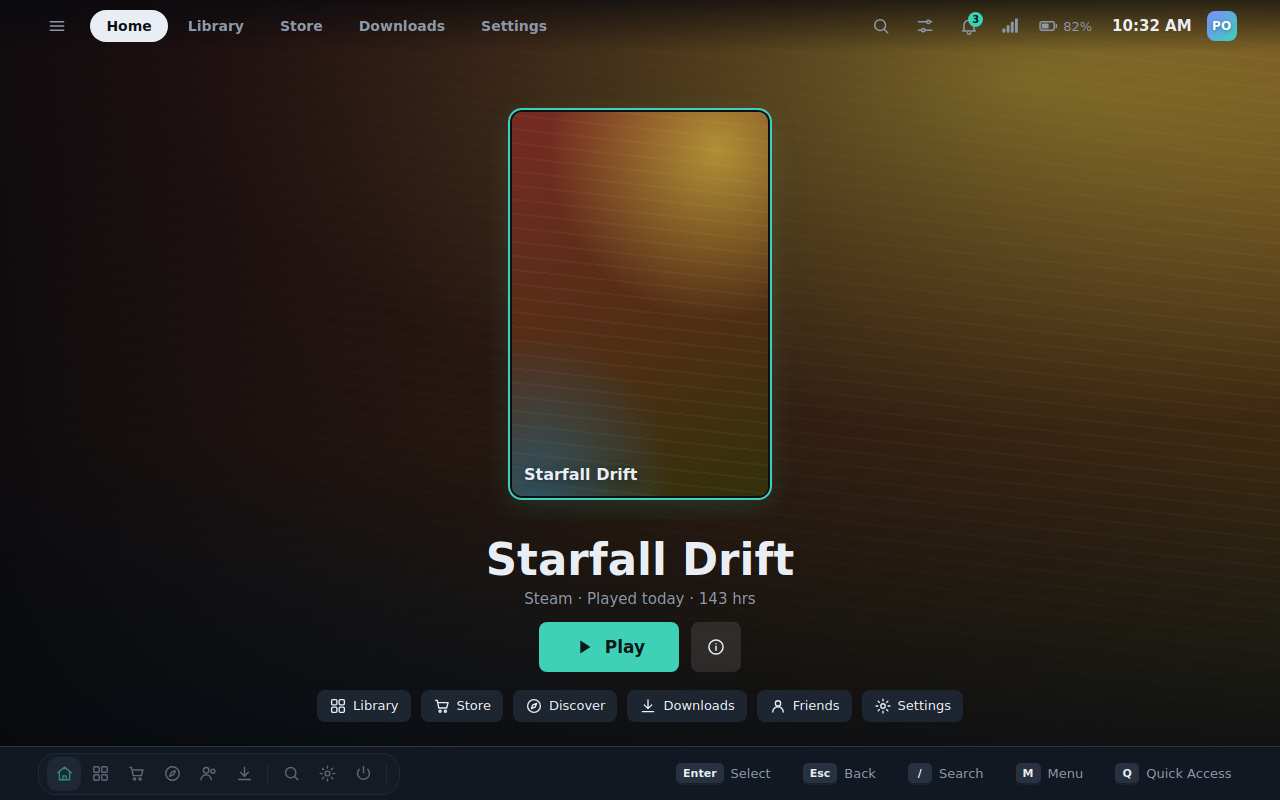 Home Library Store Downloads Settings 3 82% 10:32 AM PO
Starfall Drift
Starfall Drift
Steam · Played today · 143 hrs
Play
Library Store Discover Downloads Friends Settings
Enter Select Esc Back / Search M Menu Q Quick Access